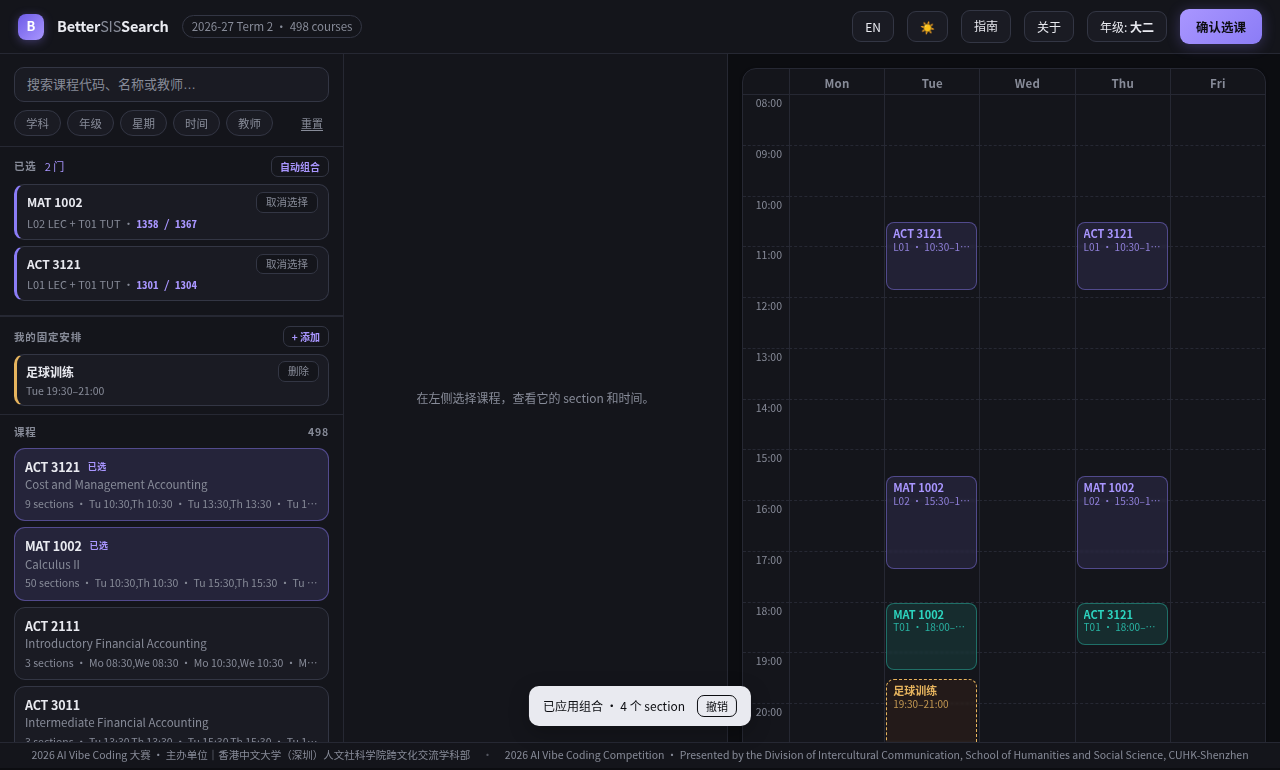 B BetterSISSearch 2026-27 Term 2 · 498 courses EN ☀️ 指南 关于 年级: 大二 确认选课
搜索课程代码、名称或教师…
学科 年级 星期 时间 教师 重置
已选 2 门 自动组合
MAT 1002 取消选择
L02 LEC + T01 TUT · 1358 / 1367
ACT 3121 取消选择
L01 LEC + T01 TUT · 1301 / 1304
我的固定安排 + 添加
足球训练 删除
Tue 19:30–21:00
课程 498
ACT 3121 已选
Cost and Management Accounting
9 sections · Tu 10:30,Th 10:30 · Tu 13:30,Th 13:30 · Tu 1…
MAT 1002 已选
Calculus II
50 sections · Tu 10:30,Th 10:30 · Tu 15:30,Th 15:30 · Tu …
ACT 2111
Introductory Financial Accounting
3 sections · Mo 08:30,We 08:30 · Mo 10:30,We 10:30 · M…
ACT 3011
Intermediate Financial Accounting
在左侧选择课程，查看它的 section 和时间。
Mon Tue Wed Thu Fri
08:00
09:00
10:00
ACT 3121 ACT 3121
L01 · 10:30–1… L01 · 10:30–1…
11:00
12:00
13:00
14:00
15:00
MAT 1002 MAT 1002
L02 · 15:30–1… L02 · 15:30–1…
16:00
17:00
18:00
MAT 1002 ACT 3121
T01 · 18:00–… T01 · 18:00–…
19:00
足球训练
19:30–21:00
20:00
已应用组合 · 4 个 section 撤销
2026 AI Vibe Coding 大赛 · 主办单位｜香港中文大学（深圳）人文社科学院跨文化交流学科部 · 2026 AI Vibe Coding Competition · Presented by the Division of Intercultural Communication, School of Humanities and Social Science, CUHK-Shenzhen